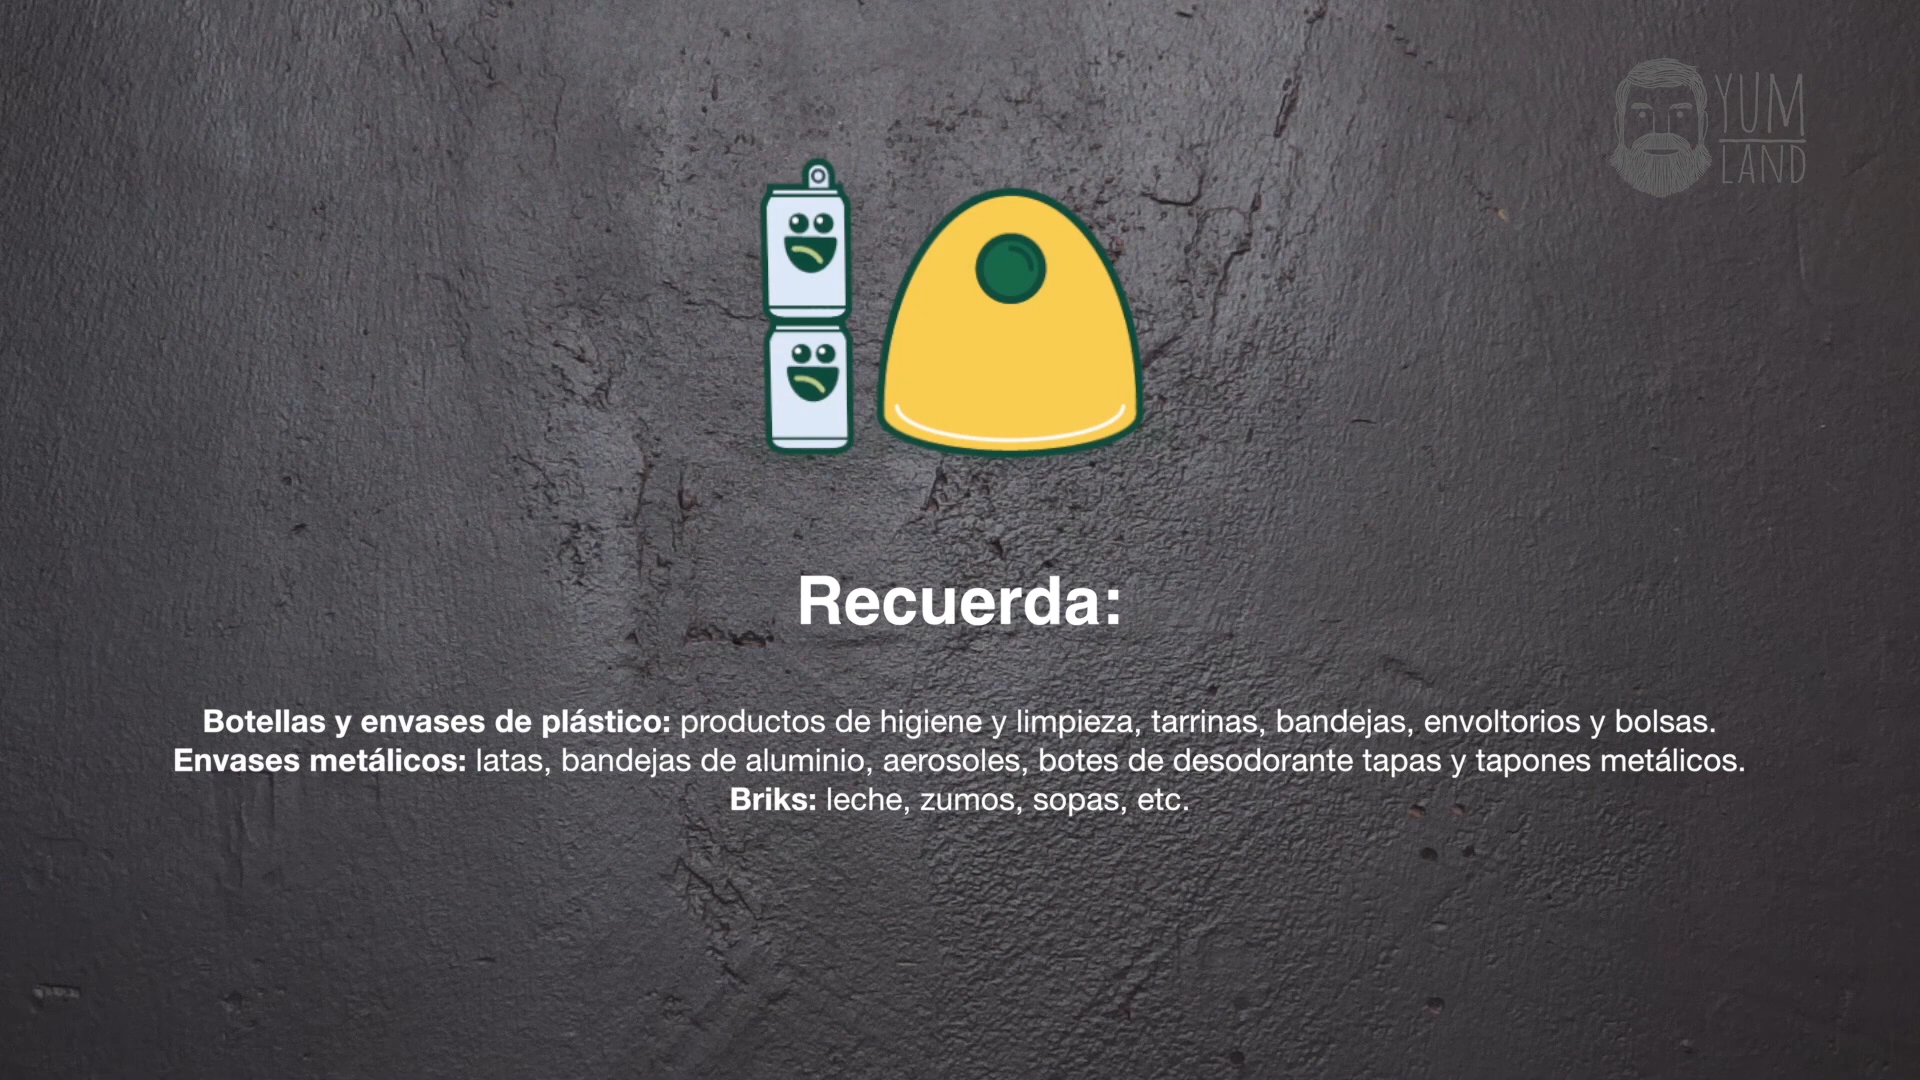 YUM
LAND
Recuerda:
Botellas y envases de plástico: productos de higiene y limpieza, tarrinas, bandejas, envoltorios y bolsas.
Envases metálicos: latas, bandejas de aluminio, aerosoles, botes de desodorante tapas y tapones metálicos.
Briks: leche, zumos, sopas, etc.